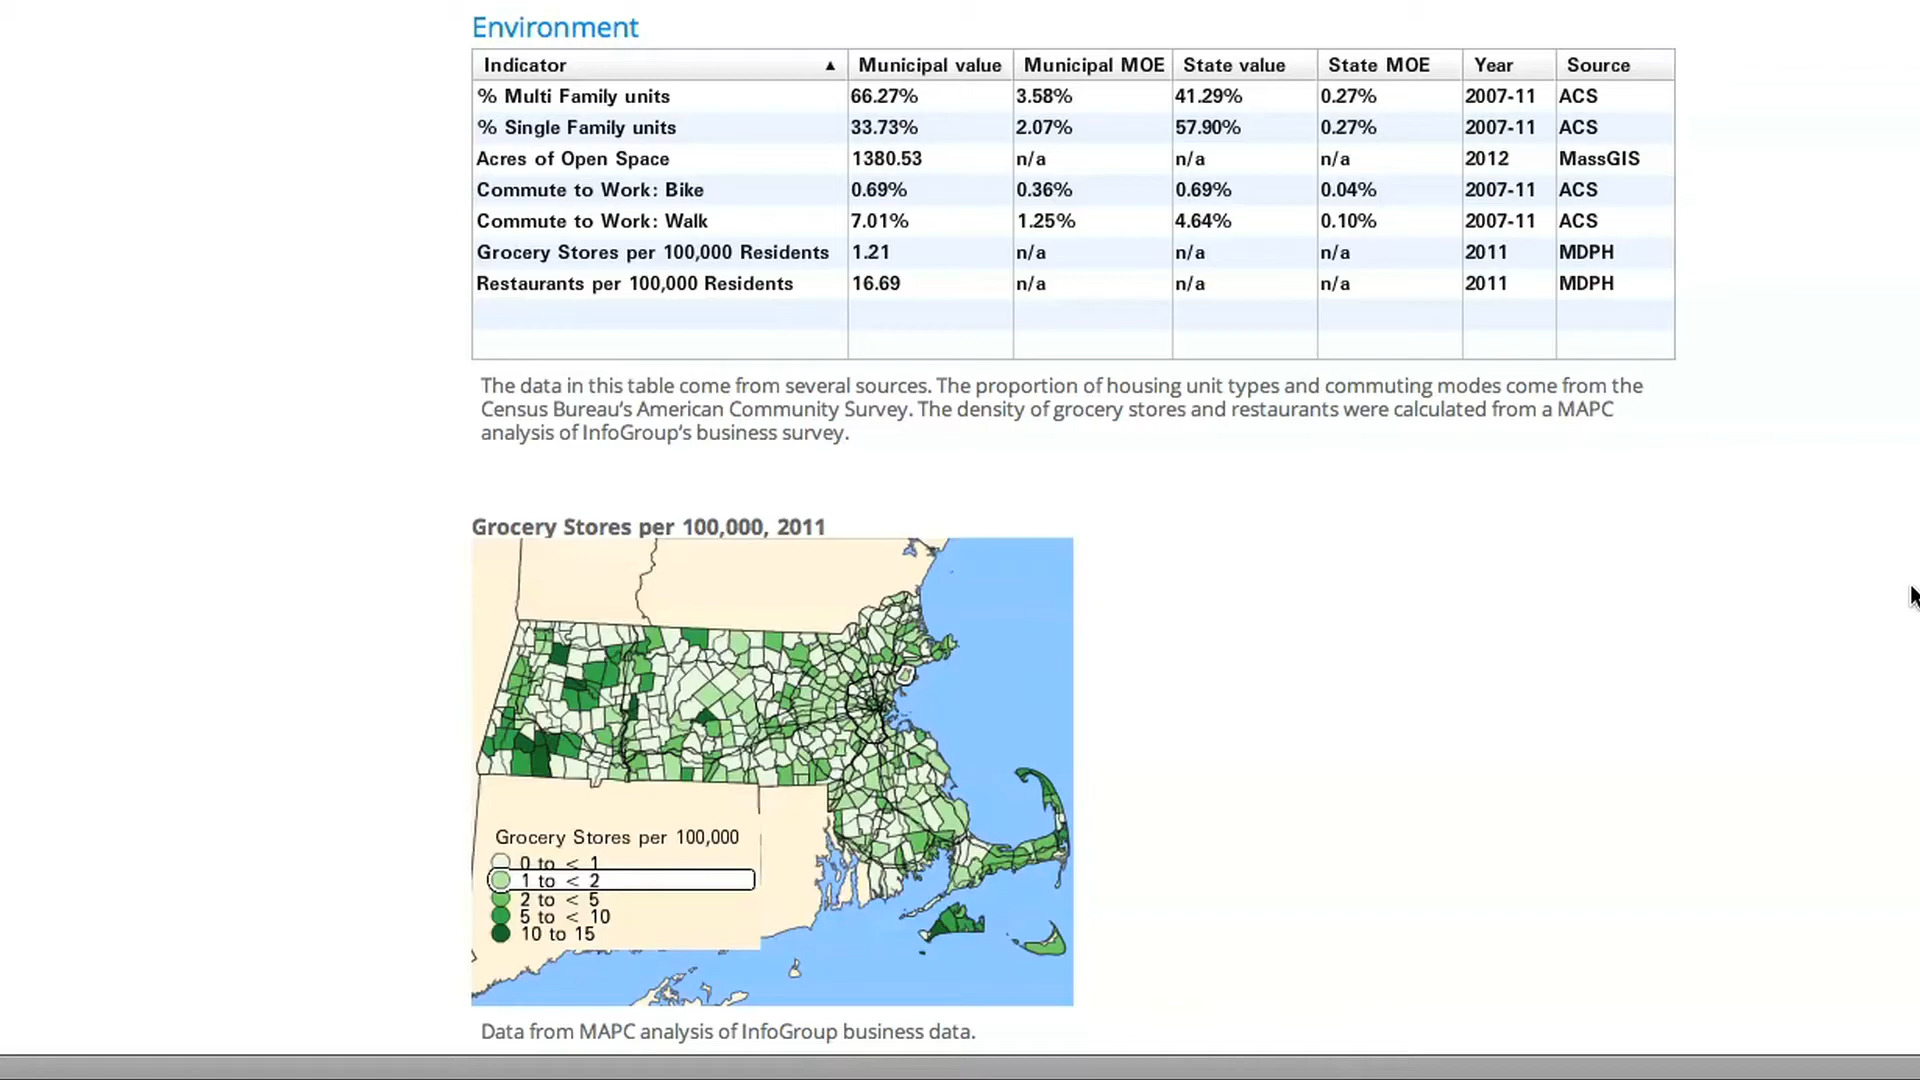 Environment
Indicator ▲ Municipal value Municipal MOE State value State MOE Year Source
% Multi Family units 66.27% 3.58% 41.29% 0.27% 2007-11 ACS
% Single Family units 33.73% 2.07% 57.90% 0.27% 2007-11 ACS
Acres of Open Space 1380.53 n/a n/a n/a 2012 MassGIS
Commute to Work: Bike 0.69% 0.36% 0.69% 0.04% 2007-11 ACS
Commute to Work: Walk 7.01% 1.25% 4.64% 0.10% 2007-11 ACS
Grocery Stores per 100,000 Residents 1.21 n/a n/a n/a 2011 MDPH
Restaurants per 100,000 Residents 16.69 n/a n/a n/a 2011 MDPH
The data in this table come from several sources. The proportion of housing unit types and commuting modes come from the
Census Bureau's American Community Survey. The density of grocery stores and restaurants were calculated from a MAPC
analysis of InfoGroup's business survey.
Grocery Stores per 100,000, 2011
Grocery Stores per 100,000
0 to < 1
1 to < 2
2 to < 5
5 to < 10
10 to 15
Data from MAPC analysis of InfoGroup business data.